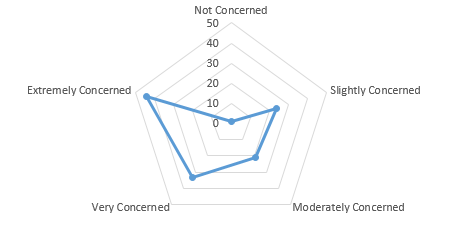 Not Concerned
50
40
30
20
10
0
Extremely Concerned
Slightly Concerned
Very Concerned
Moderately Concerned